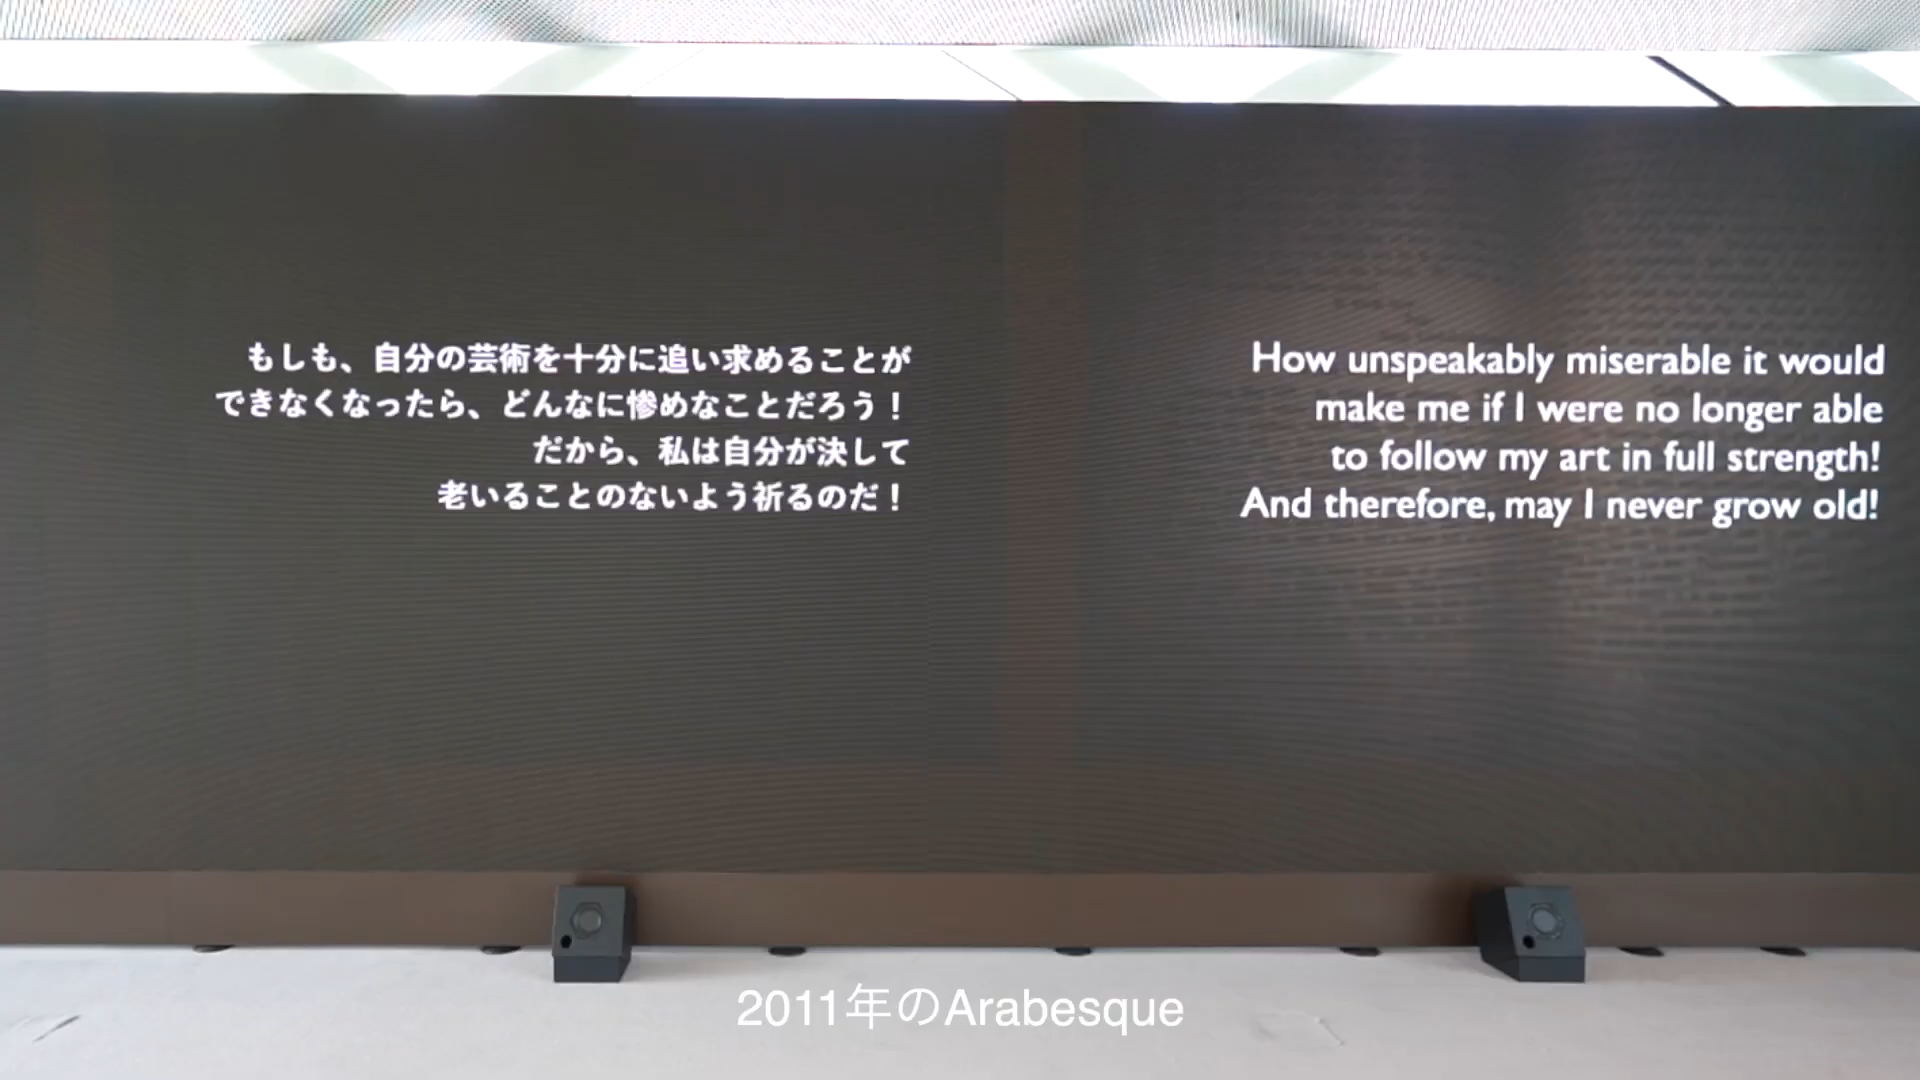 もしも、自分の芸術を十分に追い求めることが
できなくなったら、どんなに惨めなことだろう！
だから、私は自分が決して
老いることのないよう祈るのだ！
How unspeakably miserable it would
make me if I were no longer able
to follow my art in full strength!
And therefore, may I never grow old!
2011年のArabesque